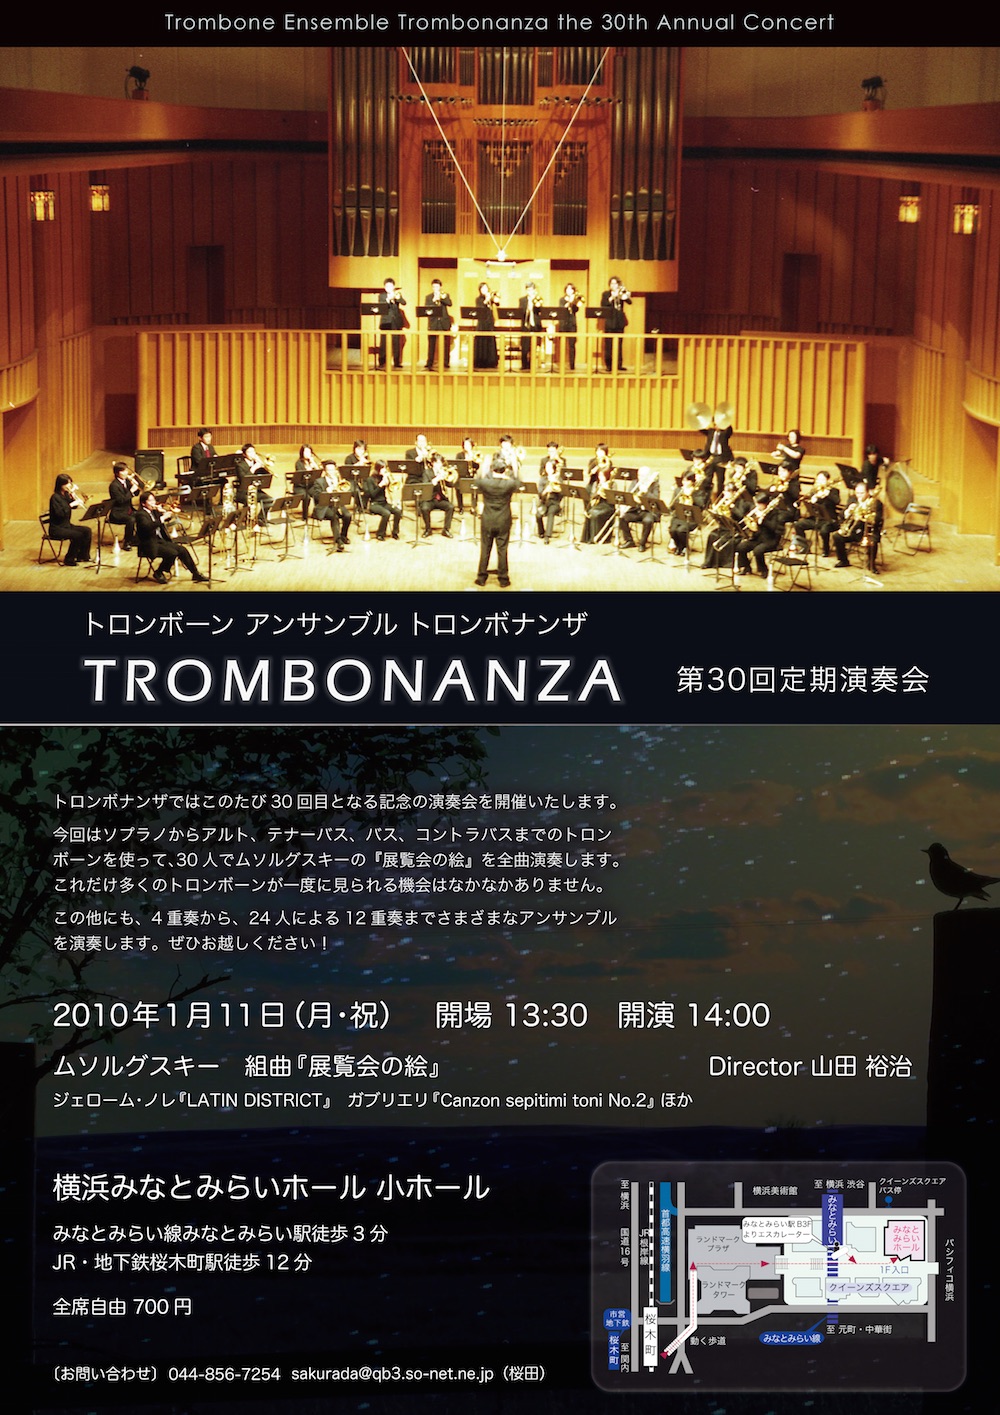 Trombone Ensemble Trombonanza the 30th Annual Concert
トロンボーン アンサンブル トロンボナンザ
TROMBONANZA 第30回定期演奏会
トロンボナンザではこのたび30回目となる記念の演奏会を開催いたします。
今回はソプラノからアルト、テナーバス、バス、コントラバスまでのトロン
ボーンを使って、30人でムソルグスキーの『展覧会の絵』を全曲演奏します。
これだけ多くのトロンボーンが一度に見られる機会はなかなかありません。
この他にも、4重奏から、24人による12重奏までさまざまなアンサンブル
を演奏します。ぜひお越しください！
2010年1月11日（月・祝） 開場 13:30 開演 14:00
ムソルグスキー 組曲『展覧会の絵』 Director 山田 裕治
ジェローム・ノレ『LATIN DISTRICT』 ガブリエリ『Canzon sepitimi toni No.2』ほか
横浜みなとみらいホール 小ホール
みなとみらい線みなとみらい駅徒歩3分
JR・地下鉄桜木町駅徒歩12分
全席自由 700円
〔お問い合わせ〕 044-856-7254 sakurada@qb3.so-net.ne.jp（桜田）
至 横浜
国道16号
JR根岸線
首都高速横羽線
横浜美術館
至 横浜 渋谷
クイーンズスクエア
バス停
みなとみらい駅 B3F
よりエスカレーター
みなとみらい
みなと
みらい
ホール
ランドマーク
プラザ
ランドマーク
タワー
1F入口
クイーンズスクエア
パシフィコ横浜
市営
地下鉄
桜木町
至 関内
桜木町
動く歩道
みなとみらい線
至 元町・中華街